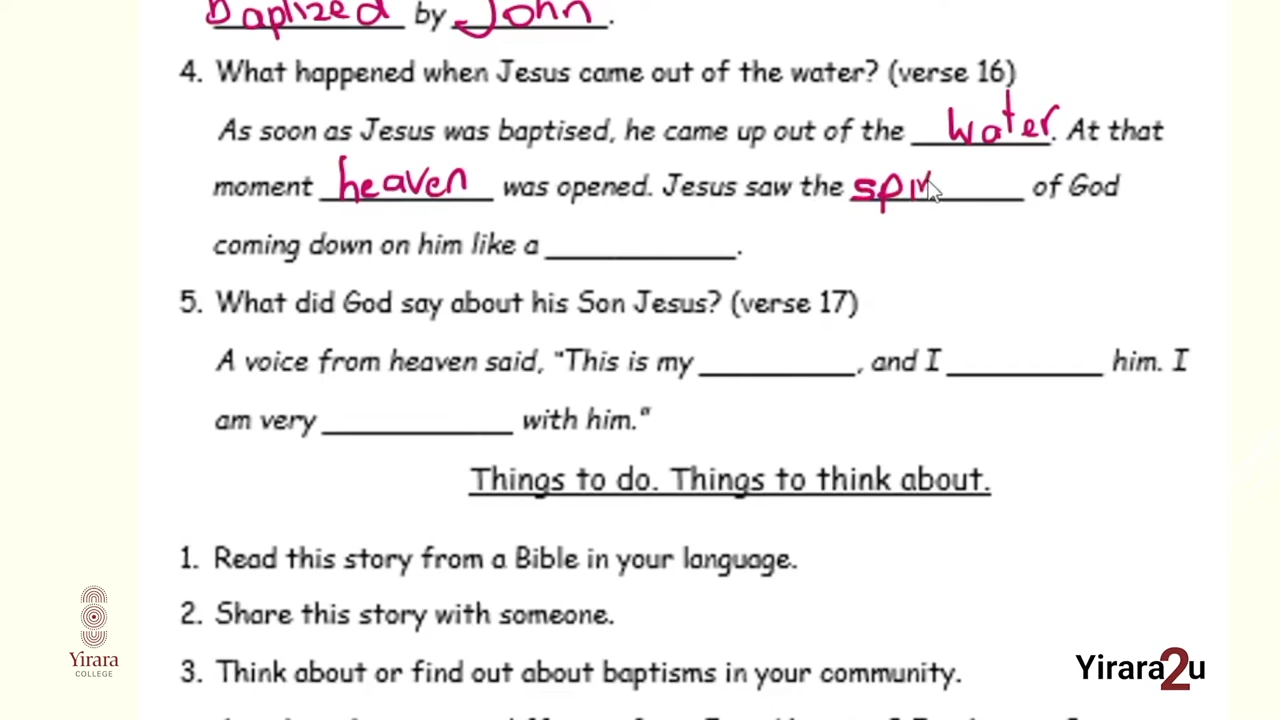 Baptized by John.
4. What happened when Jesus came out of the water? (verse 16)
As soon as Jesus was baptised, he came up out of the water. At that
moment heaven was opened. Jesus saw the spir of God
coming down on him like a ____________.
5. What did God say about his Son Jesus? (verse 17)
A voice from heaven said, "This is my __________, and I __________ him. I
am very ____________ with him."
Things to do. Things to think about.
1. Read this story from a Bible in your language.
2. Share this story with someone.
3. Think about or find out about baptisms in your community.
Yirara
COLLEGE
Yirara2u